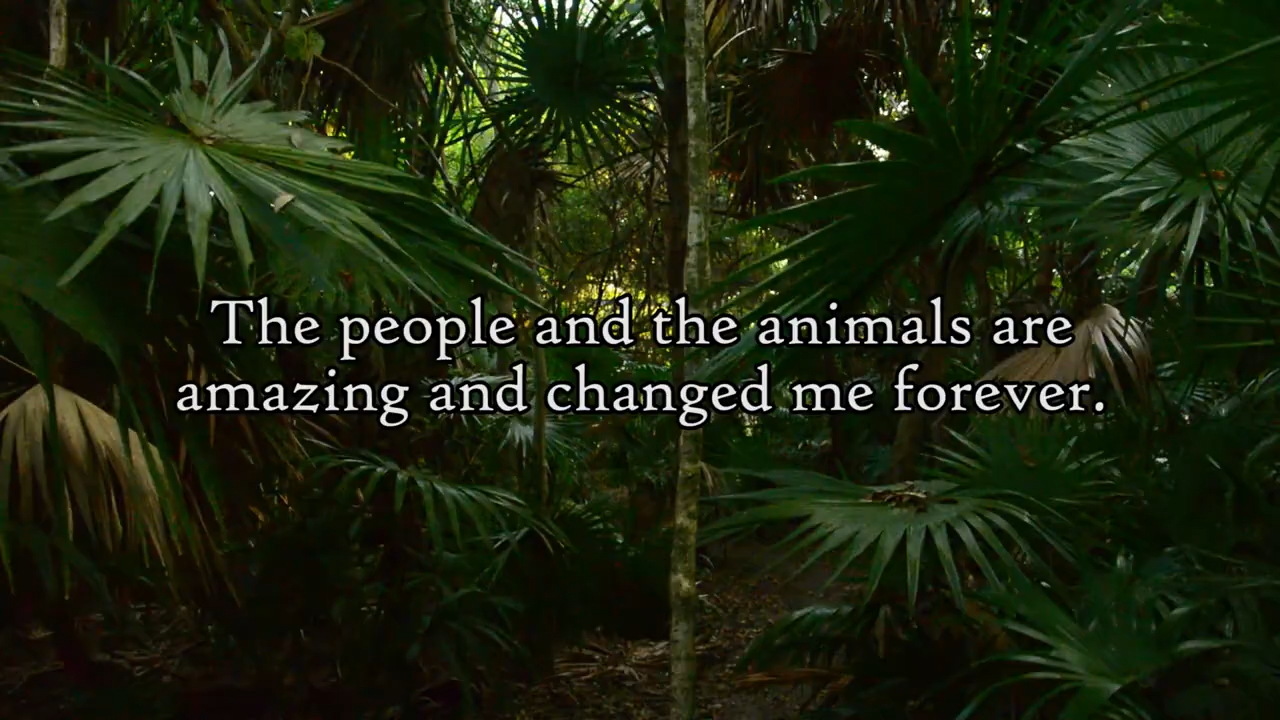 The people and the animals are
amazing and changed me forever.